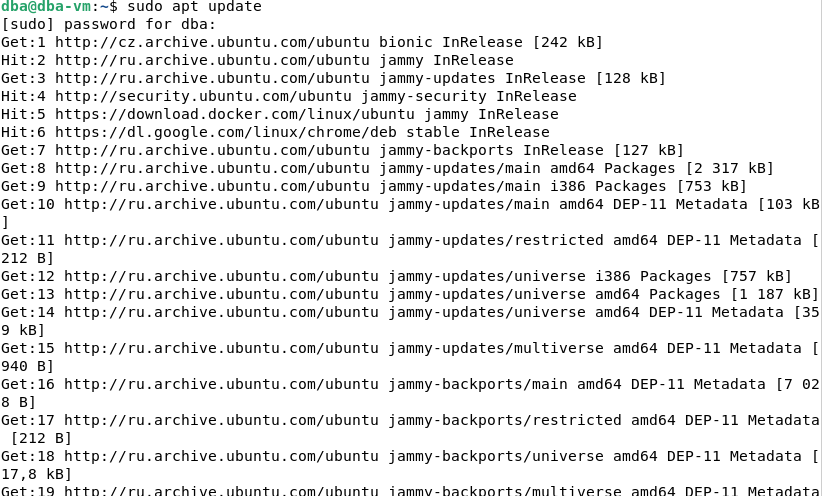 dba@dba-vm:~$ sudo apt update
[sudo] password for dba:
Get:1 http://cz.archive.ubuntu.com/ubuntu bionic InRelease [242 kB]
Hit:2 http://ru.archive.ubuntu.com/ubuntu jammy InRelease
Get:3 http://ru.archive.ubuntu.com/ubuntu jammy-updates InRelease [128 kB]
Hit:4 http://security.ubuntu.com/ubuntu jammy-security InRelease
Hit:5 https://download.docker.com/linux/ubuntu jammy InRelease
Hit:6 https://dl.google.com/linux/chrome/deb stable InRelease
Get:7 http://ru.archive.ubuntu.com/ubuntu jammy-backports InRelease [127 kB]
Get:8 http://ru.archive.ubuntu.com/ubuntu jammy-updates/main amd64 Packages [2 317 kB]
Get:9 http://ru.archive.ubuntu.com/ubuntu jammy-updates/main i386 Packages [753 kB]
Get:10 http://ru.archive.ubuntu.com/ubuntu jammy-updates/main amd64 DEP-11 Metadata [103 kB
]
Get:11 http://ru.archive.ubuntu.com/ubuntu jammy-updates/restricted amd64 DEP-11 Metadata [
212 B]
Get:12 http://ru.archive.ubuntu.com/ubuntu jammy-updates/universe i386 Packages [757 kB]
Get:13 http://ru.archive.ubuntu.com/ubuntu jammy-updates/universe amd64 Packages [1 187 kB]
Get:14 http://ru.archive.ubuntu.com/ubuntu jammy-updates/universe amd64 DEP-11 Metadata [35
9 kB]
Get:15 http://ru.archive.ubuntu.com/ubuntu jammy-updates/multiverse amd64 DEP-11 Metadata [
940 B]
Get:16 http://ru.archive.ubuntu.com/ubuntu jammy-backports/main amd64 DEP-11 Metadata [7 02
8 B]
Get:17 http://ru.archive.ubuntu.com/ubuntu jammy-backports/restricted amd64 DEP-11 Metadata
 [212 B]
Get:18 http://ru.archive.ubuntu.com/ubuntu jammy-backports/universe amd64 DEP-11 Metadata [
17,8 kB]
Get:19 http://ru.archive.ubuntu.com/ubuntu jammy-backports/multiverse amd64 DEP-11 Metadata